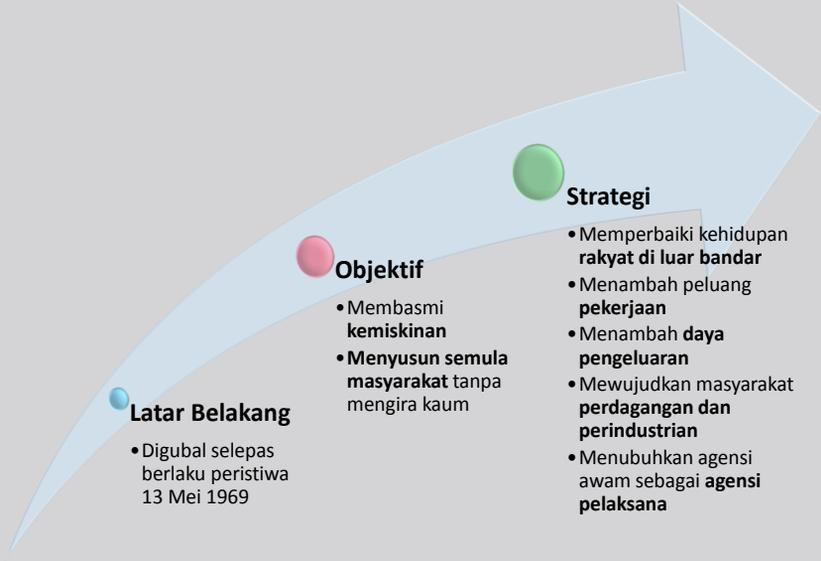 Latar Belakang
•Digubal selepas
berlaku peristiwa
13 Mei 1969
Objektif
•Membasmi
kemiskinan
•Menyusun semula
masyarakat tanpa
mengira kaum
Strategi
•Memperbaiki kehidupan
rakyat di luar bandar
•Menambah peluang
pekerjaan
•Menambah daya
pengeluaran
•Mewujudkan masyarakat
perdagangan dan
perindustrian
•Menubuhkan agensi
awam sebagai agensi
pelaksana